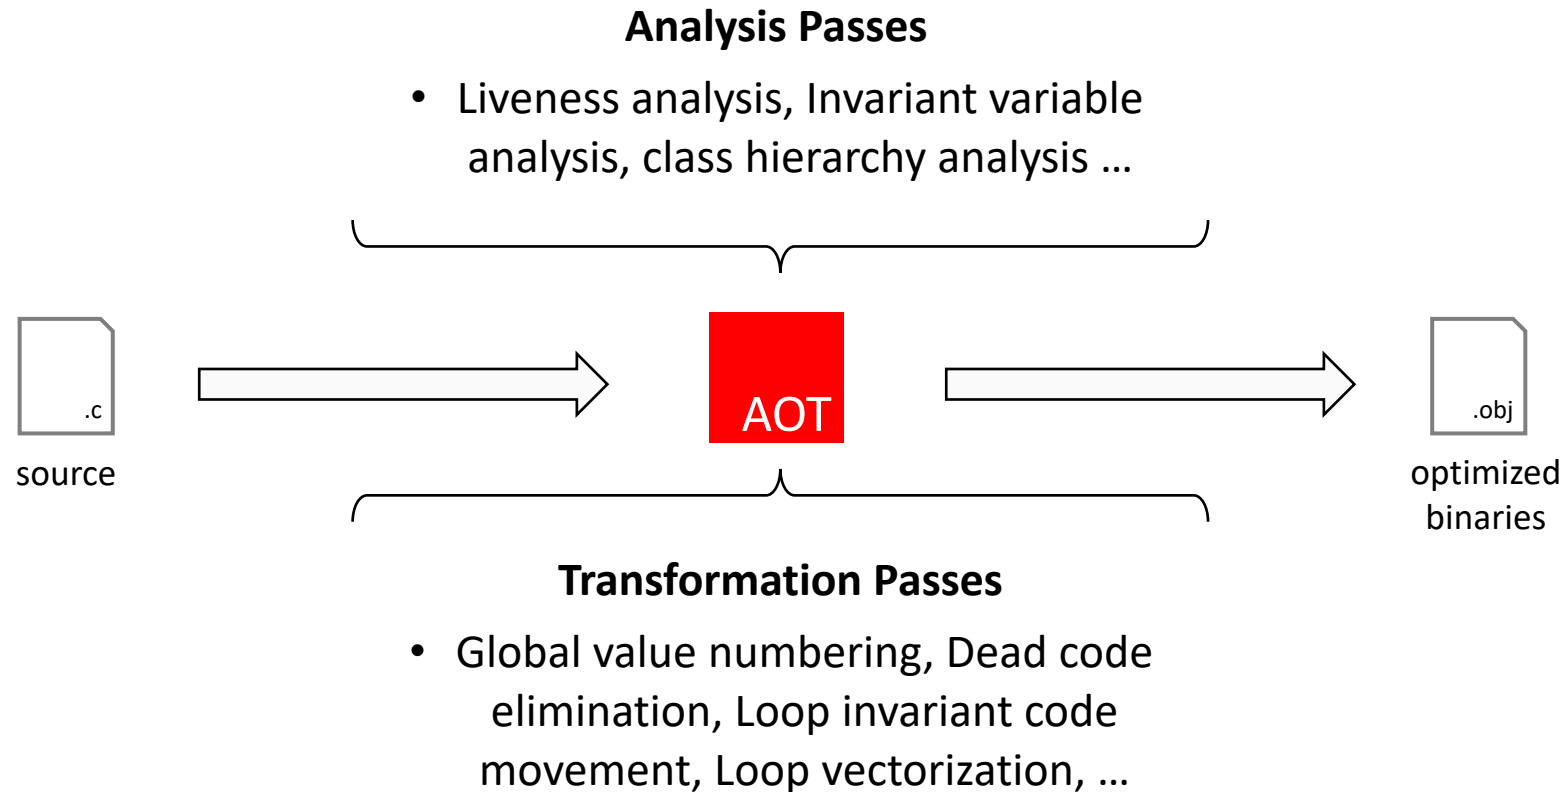 Analysis Passes
• Liveness analysis, Invariant variable
analysis, class hierarchy analysis …
.c
source
AOT
.obj
optimized
binaries
Transformation Passes
• Global value numbering, Dead code
elimination, Loop invariant code
movement, Loop vectorization, …